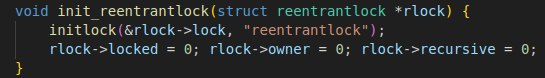 void init_reentrantlock(struct reentrantlock *rlock) {
    initlock(&rlock->lock, "reentrantlock");
    rlock->locked = 0; rlock->owner = 0; rlock->recursive = 0;
}